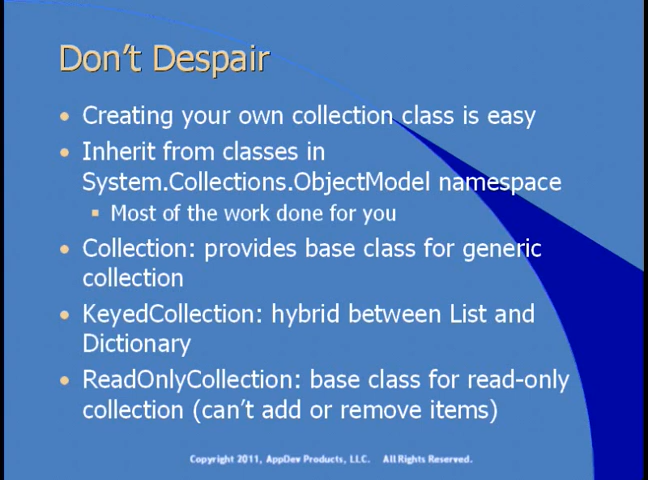 Don't Despair
• Creating your own collection class is easy
• Inherit from classes in
System.Collections.ObjectModel namespace
▪ Most of the work done for you
• Collection: provides base class for generic
collection
• KeyedCollection: hybrid between List and
Dictionary
• ReadOnlyCollection: base class for read-only
collection (can't add or remove items)
Copyright 2011, AppDev Products, LLC. All Rights Reserved.